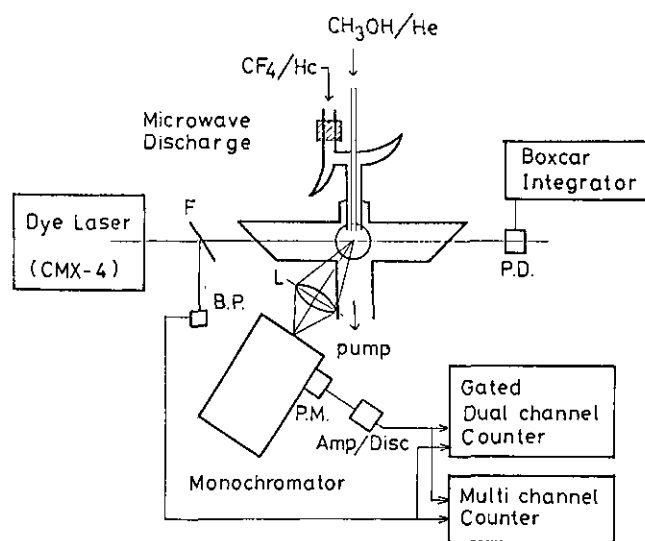 CH3OH/He
CF4/Hc
Microwave
Discharge
Boxcar
Integrator
Dye Laser
(CMX-4)
F
P.D.
L
B.P.
pump
P.M.
Amp/Disc
Monochromator
Gated
Dual channel
Counter
Multi channel
Counter